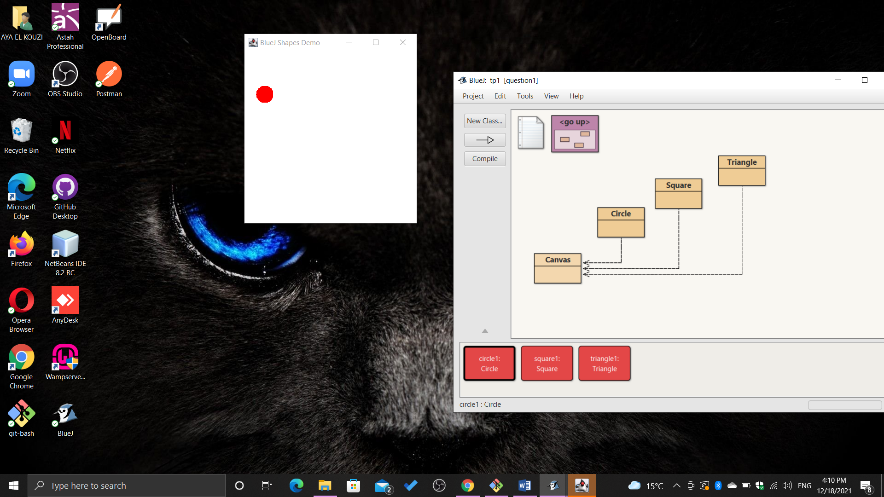 AYA EL KOUZI
Astah
Professional
OpenBoard
Zoom
OBS Studio
Postman
Recycle Bin
Netflix
Microsoft
Edge
GitHub
Desktop
Firefox
NetBeans IDE
8.2 RC
Opera
Browser
AnyDesk
Google
Chrome
Wampserve...
git-bash
BlueJ
BlueJ Shapes Demo
BlueJ: tp1 [question1]
Project Edit Tools View Help
New Class...
Compile
<go up>
Triangle
Square
Circle
Canvas
circle1:
Circle
square1:
Square
triangle1:
Triangle
circle1 : Circle
Type here to search
2
W
15°C
ENG
4:10 PM
12/18/2021
8